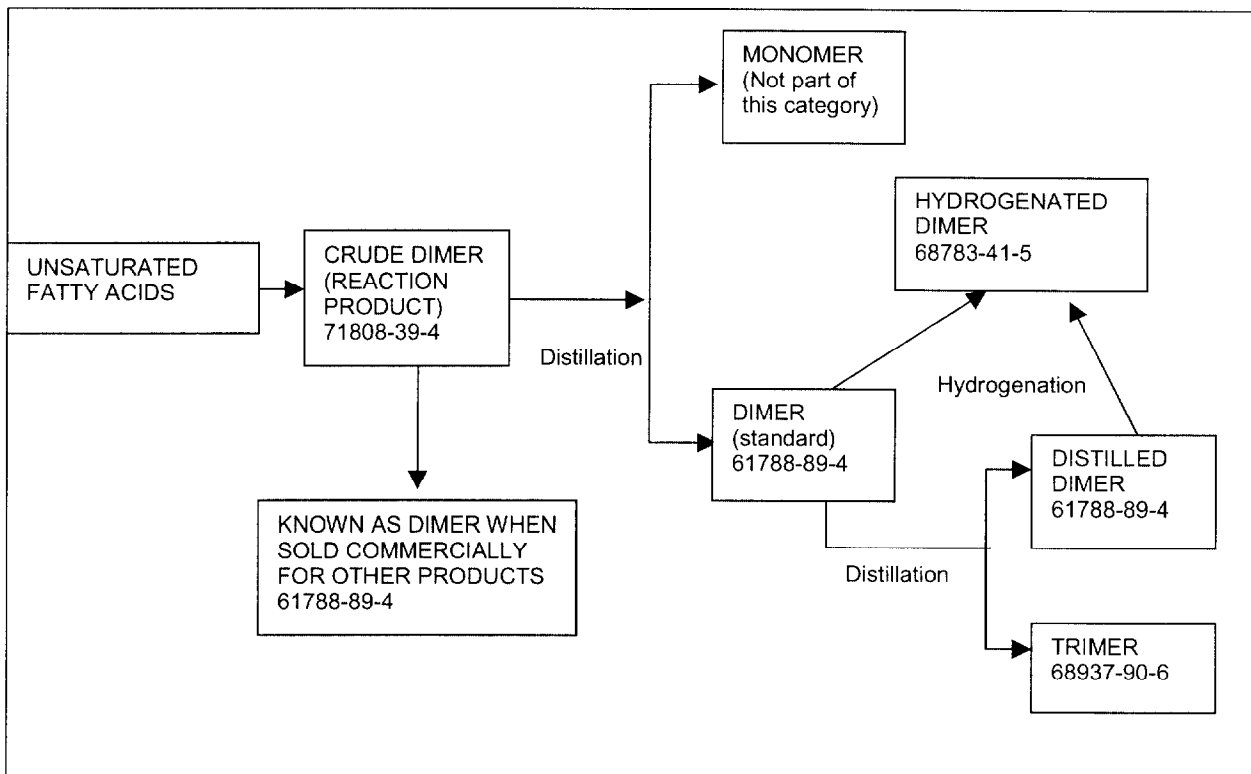 UNSATURATED
FATTY ACIDS
CRUDE DIMER
(REACTION
PRODUCT)
71808-39-4
KNOWN AS DIMER WHEN
SOLD COMMERCIALLY
FOR OTHER PRODUCTS
61788-89-4
Distillation
MONOMER
(Not part of
this category)
DIMER
(standard)
61788-89-4
HYDROGENATED
DIMER
68783-41-5
Hydrogenation
Distillation
DISTILLED
DIMER
61788-89-4
TRIMER
68937-90-6